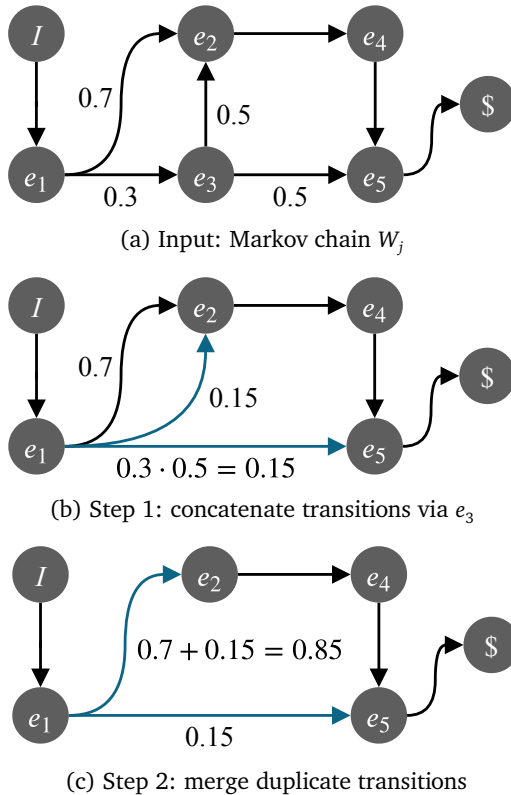 I
e₂
e₄
$
0.7
0.5
e₁
e₃
e₅
0.3
0.5
(a) Input: Markov chain Wⱼ
I
e₂
e₄
$
0.7
0.15
e₁
e₅
0.3 · 0.5 = 0.15
(b) Step 1: concatenate transitions via e₃
I
e₂
e₄
$
0.7 + 0.15 = 0.85
e₁
e₅
0.15
(c) Step 2: merge duplicate transitions